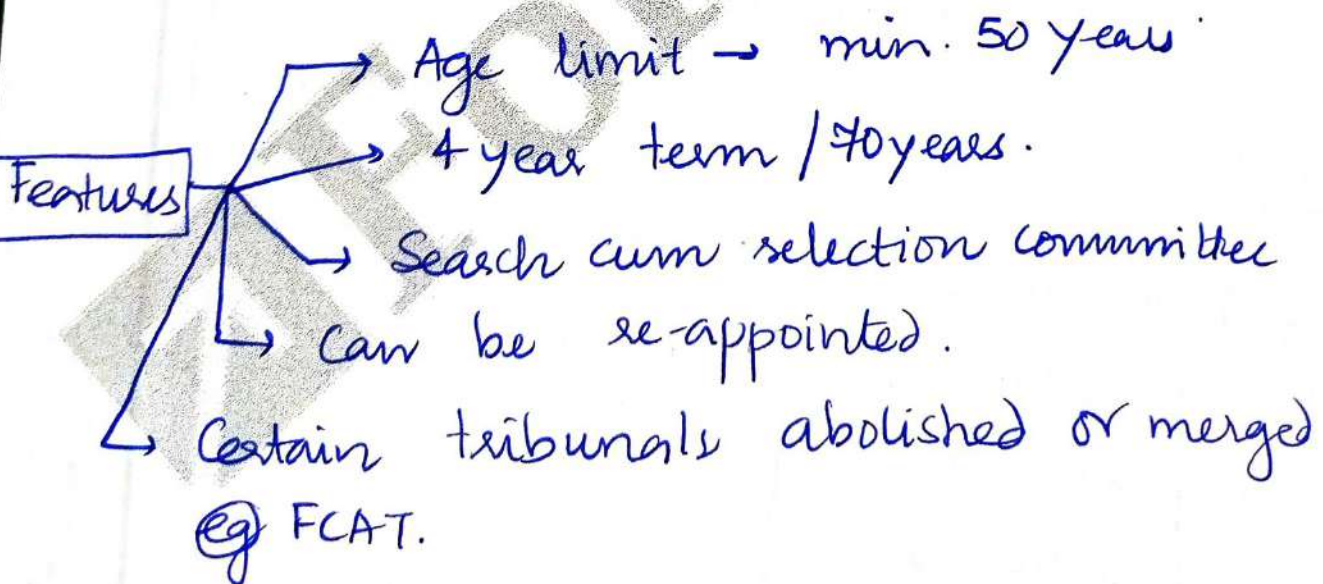 Age limit → min. 50 years
4 year term / 70 years.
Features
Search cum selection committee
Can be re-appointed.
Certain tribunals abolished or merged
eg FCAT.